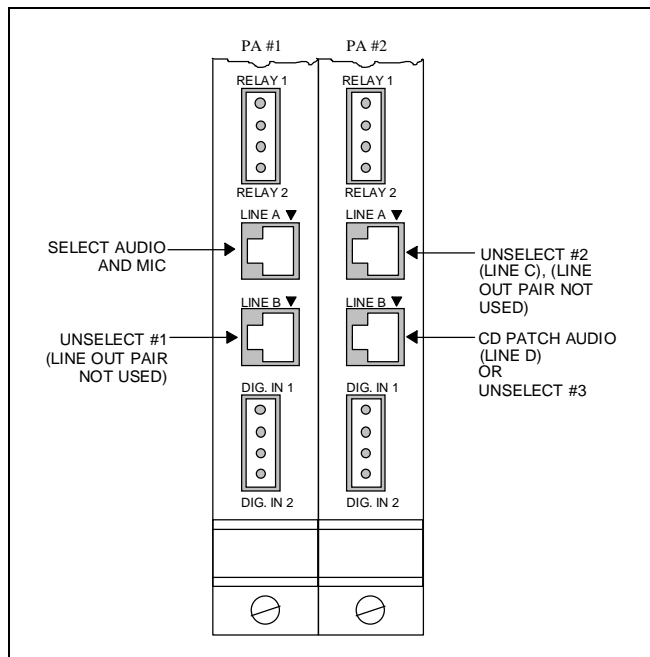 PA #1 PA #2
RELAY 1 RELAY 1
RELAY 2 RELAY 2
LINE A ▼ LINE A ▼
SELECT AUDIO
AND MIC
UNSELECT #2
(LINE C), (LINE
OUT PAIR NOT
USED)
LINE B ▼ LINE B ▼
UNSELECT #1
(LINE OUT PAIR
NOT USED)
CD PATCH AUDIO
(LINE D)
OR
UNSELECT #3
DIG. IN 1 DIG. IN 1
DIG. IN 2 DIG. IN 2